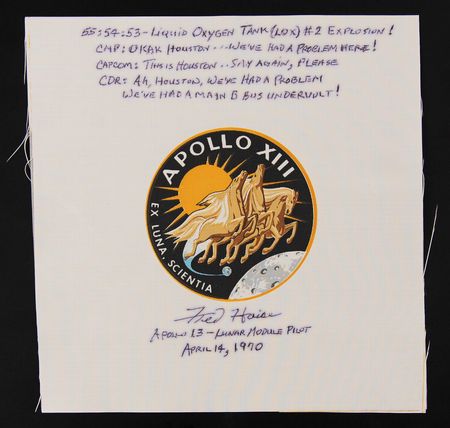 55:54:53-LIQUID OXYGEN TANK (LOX) #2 EXPLOSION!
CMP: OKAK HOUSTON... WE'VE HAD A PROBLEM HERE!
CAPCOM: THIS IS HOUSTON.. SAY AGAIN, PLEASE
CDR: AH, HOUSTON, WE'VE HAD A PROBLEM
WE'VE HAD A MAIN B BUS UNDERVOLT!
APOLLO XIII
EX LUNA, SCIENTIA
Fred Haise
APOLLO 13-LUNAR MODULE PILOT
APRIL 14, 1970